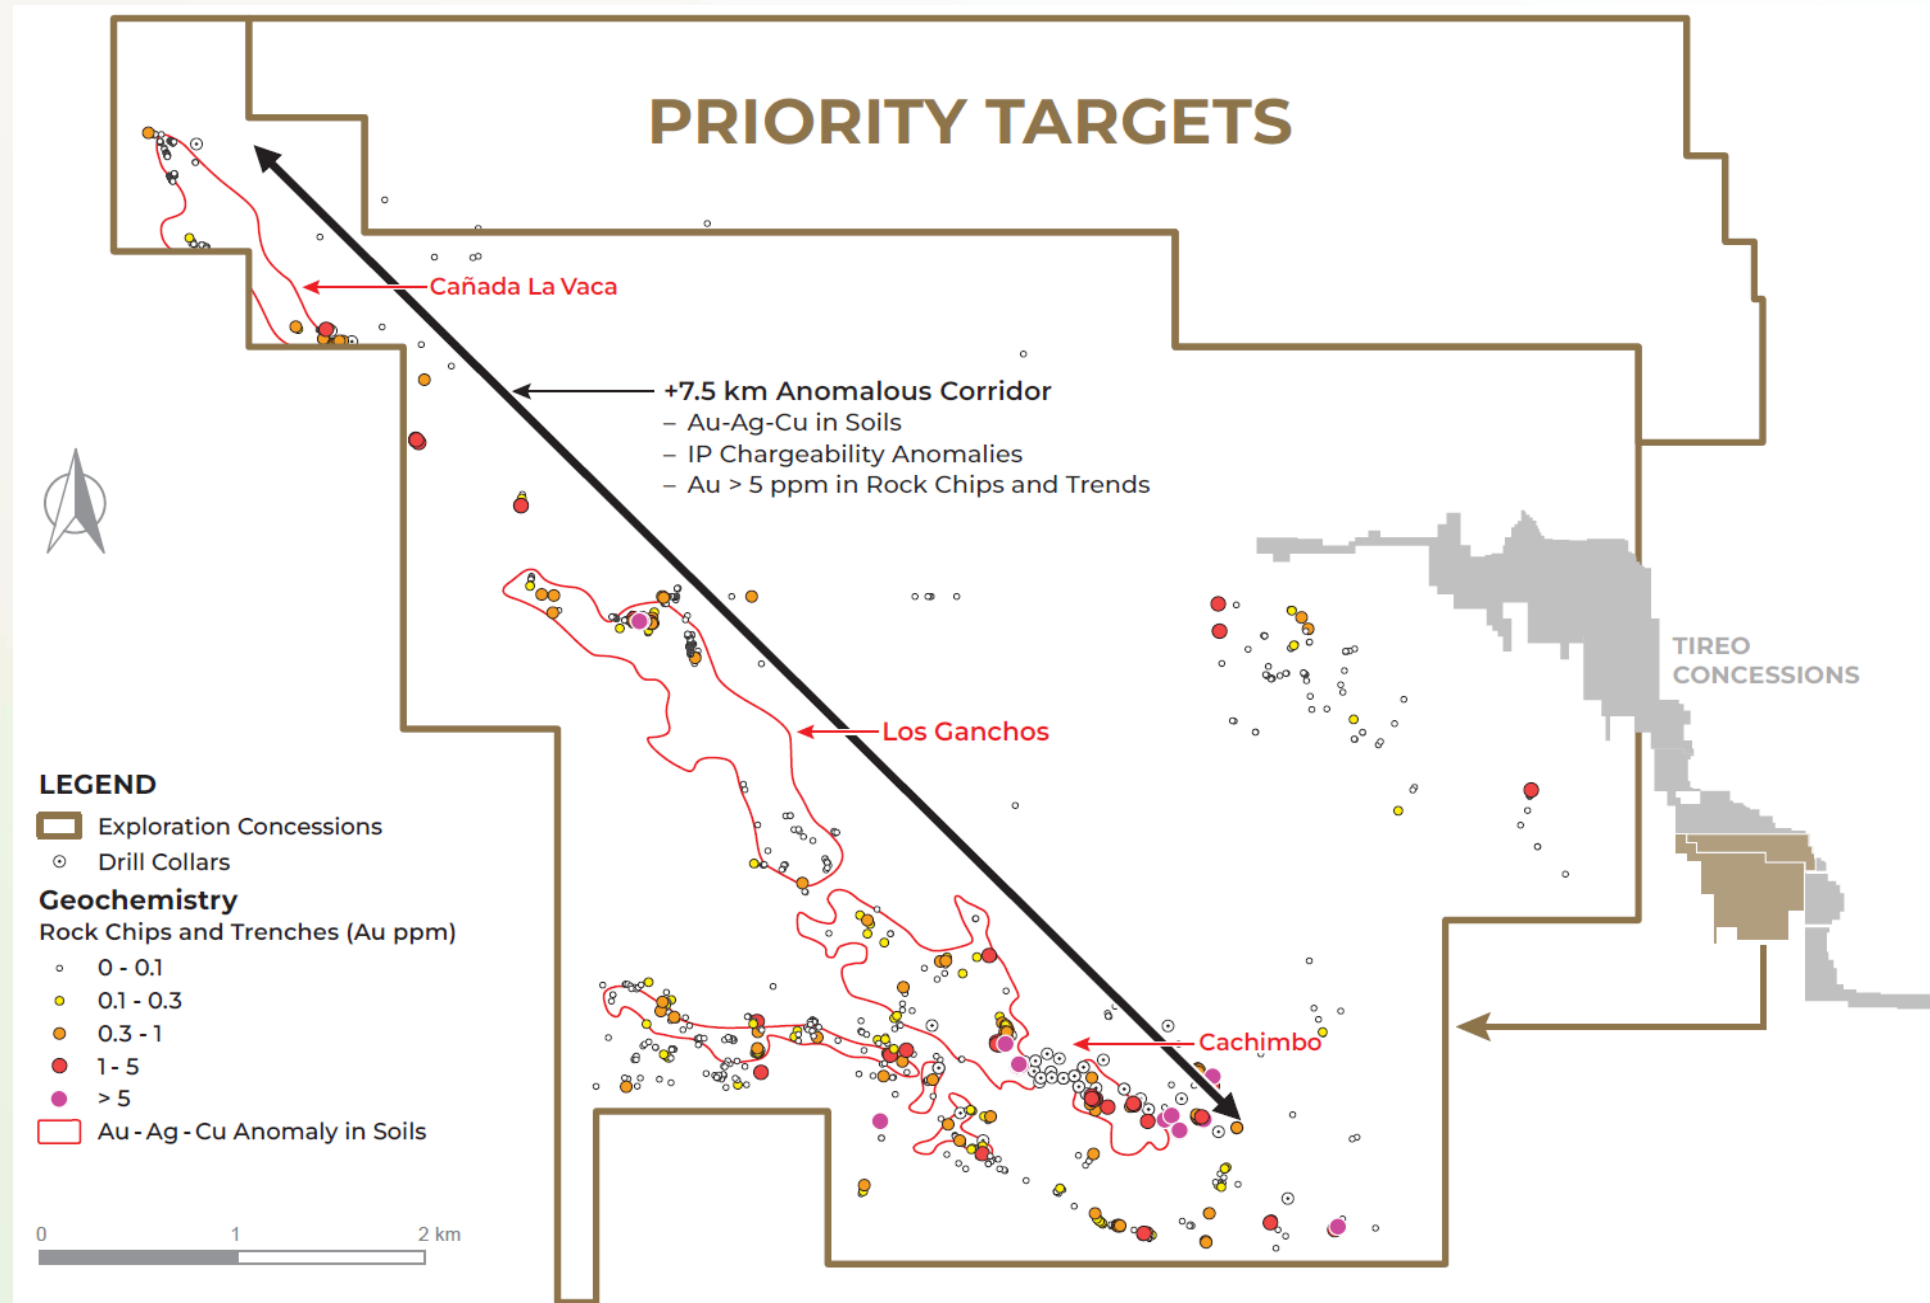 PRIORITY TARGETS
Cañada La Vaca
+7.5 km Anomalous Corridor
– Au-Ag-Cu in Soils
– IP Chargeability Anomalies
– Au > 5 ppm in Rock Chips and Trends
TIREO
CONCESSIONS
Los Ganchos
Cachimbo
LEGEND
Exploration Concessions
Drill Collars
Geochemistry
Rock Chips and Trenches (Au ppm)
0 - 0.1
0.1 - 0.3
0.3 - 1
1 - 5
> 5
Au - Ag - Cu Anomaly in Soils
0 1 2 km